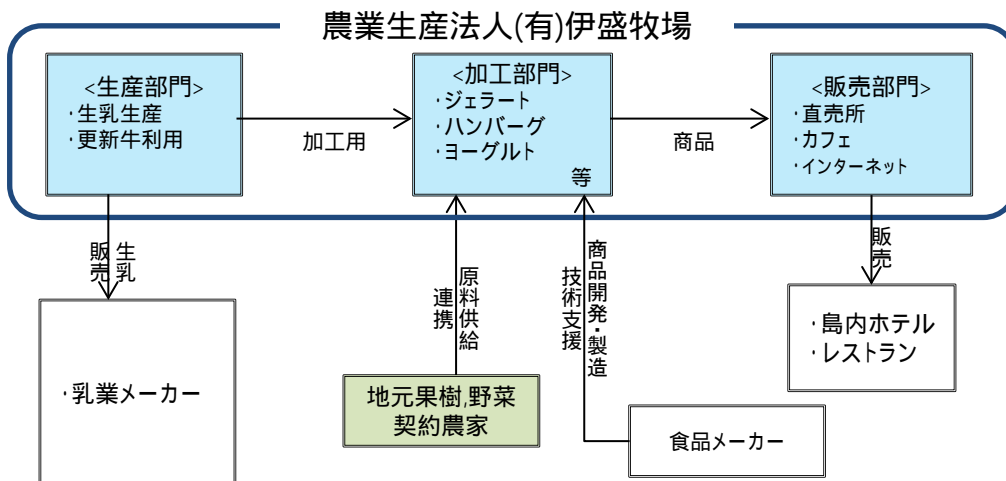 農業生産法人(有)伊盛牧場
<生産部門>
・生乳生産
・更新牛利用
加工用
<加工部門>
・ジェラート
・ハンバーグ
・ヨーグルト
等
商品
<販売部門>
・直売所
・カフェ
・インターネット
生乳
販売
原料供給
連携
商品開発・製造
技術支援
販売
・乳業メーカー
地元果樹,野菜
契約農家
食品メーカー
・島内ホテル
・レストラン